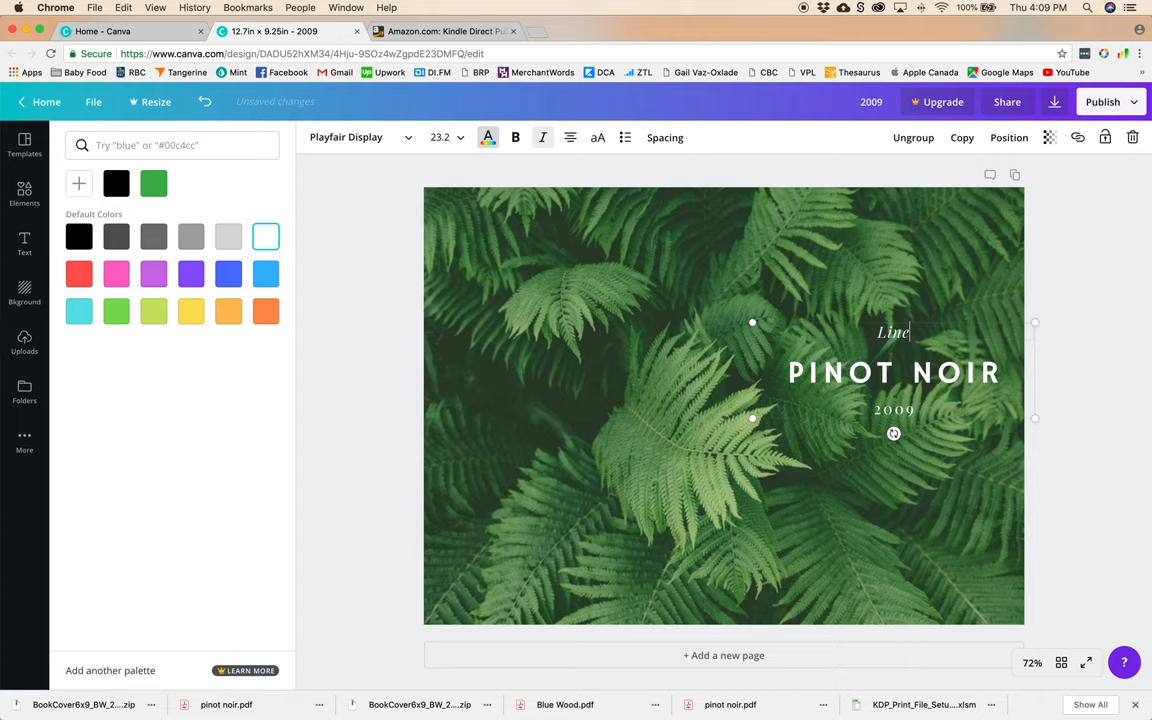 Chrome File Edit View History Bookmarks People Window Help 100% Thu 4:09 PM
Home - Canva 12.7in × 9.25in - 2009 Amazon.com: Kindle Direct Pu
Secure https://www.canva.com/design/DADU52hXM34/4Hju-9SOz4wZgpdE23DMFQ/edit
Apps Baby Food RBC Tangerine Mint Facebook Gmail Upwork DI.FM BRP MerchantWords DCA ZTL Gail Vaz-Oxlade CBC VPL Thesaurus Apple Canada Google Maps YouTube »
Home File Resize Unsaved changes 2009 Upgrade Share Publish
Templates
Elements
Text
Bkground
Uploads
Folders
More
Try "blue" or "#00c4cc"
Default Colors
Add another palette LEARN MORE
Playfair Display 23.2 A B I aA Spacing Ungroup Copy Position
Line
PINOT NOIR
2009
+ Add a new page
72% ?
BookCover6x9_BW_2....zip pinot noir.pdf BookCover6x9_BW_2....zip Blue Wood.pdf pinot noir.pdf KDP_Print_File_Setu....xlsm Show All